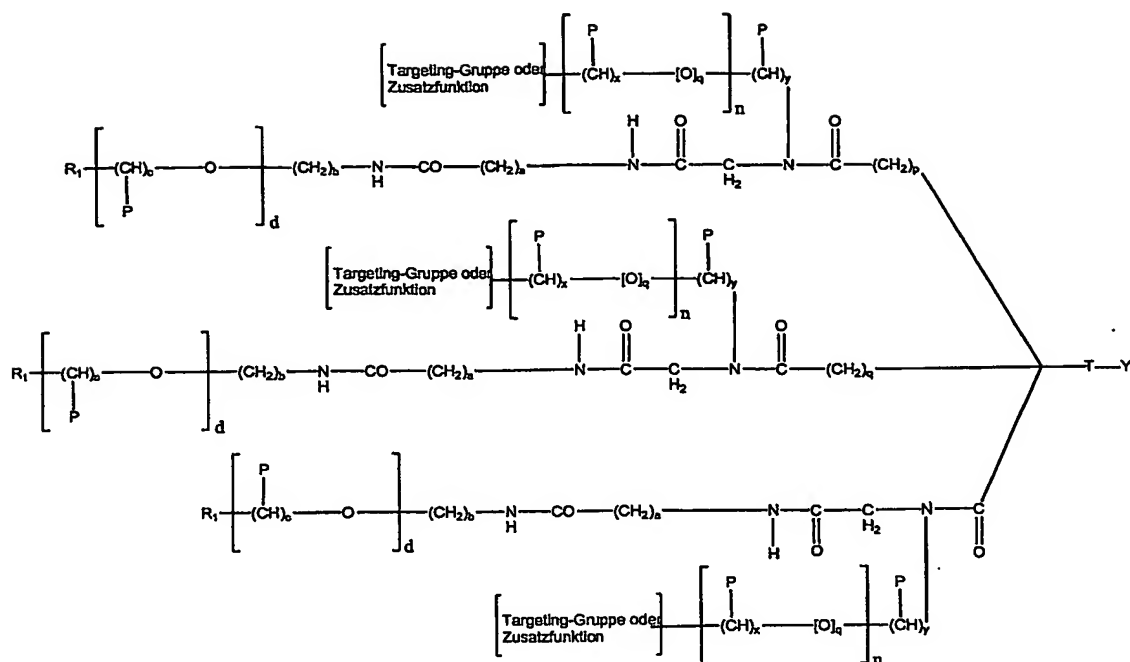 P P
Targeting-Gruppe oder (CH)x [O]q (CH)y
Zusatzfunktion
n
H O O
R1 (CH)c O (CH)b (CH2)b N CO (CH2)a N C C N C (CH2)p
P H H2
d
P P
Targeting-Gruppe oder (CH)x [O]q (CH)y
Zusatzfunktion
n
H O O
R1 (CH)c O (CH2)b N CO (CH2)a N C C N C (CH2)q T Y
P H H2
d
P
R1 (CH)c O (CH2)b N CO (CH2)a N C C N C
d H H O H2 O
P P
Targeting-Gruppe oder (CH)x [O]q (CH)y
Zusatzfunktion
n